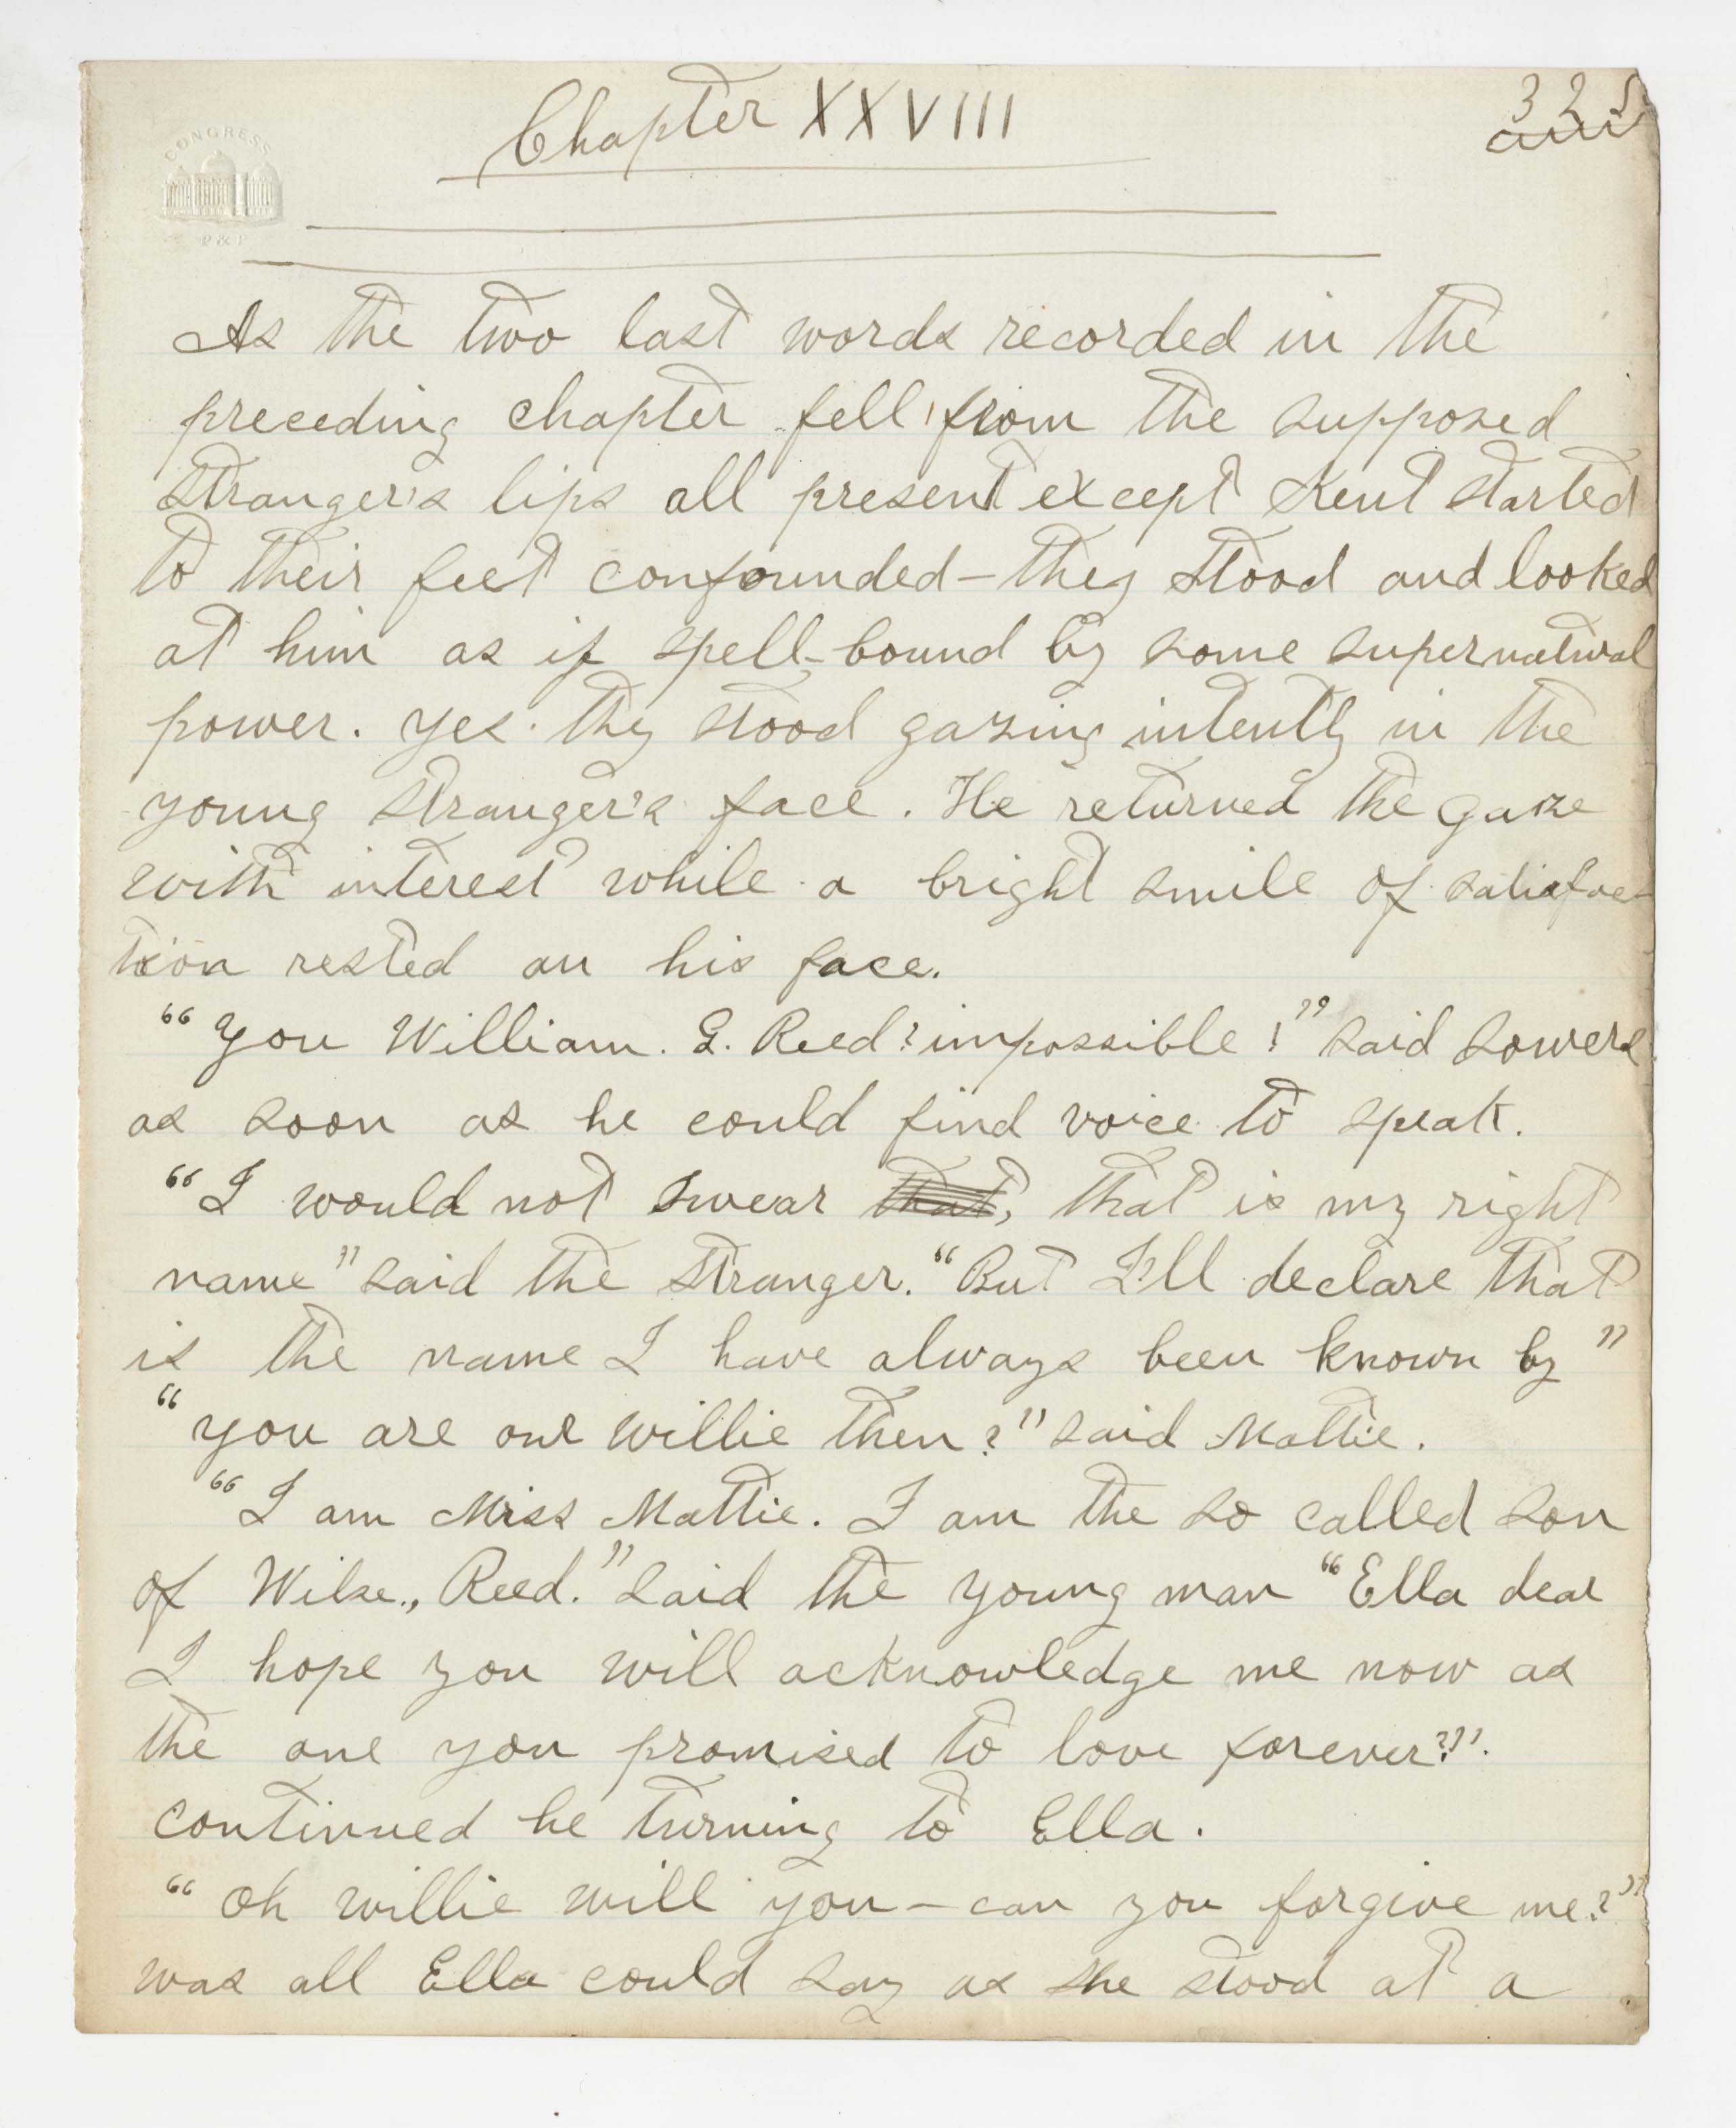 Chapter XXVIII
325
CONGRESS
P & P
As the two last words recorded in the
preceding chapter fell from the supposed
stranger's lips all present except Kent started
to their feet confounded – they stood and looked
at him as if spell-bound by some supernatural
power. Yes. they stood gazing intently in the
young stranger's face. He returned the gaze
with interest while a bright smile of satisfac-
tion rested on his face.
"You William. G. Reed? impossible!" said Sowers
as soon as he could find voice to speak.
"I would not swear that, that is my right
name" said the stranger. "But I'll declare that
is the name I have always been known by"
"You are our Willie then?" said Mattie.
"I am Miss Mattie. I am the so called son
of Wilse., Reed." said the young man "Ella dear
I hope you will acknowledge me now as
the one you promised to love forever?".
continued he turning to Ella.
"Oh Willie will you – can you forgive me?"
was all Ella could say as she stood at a